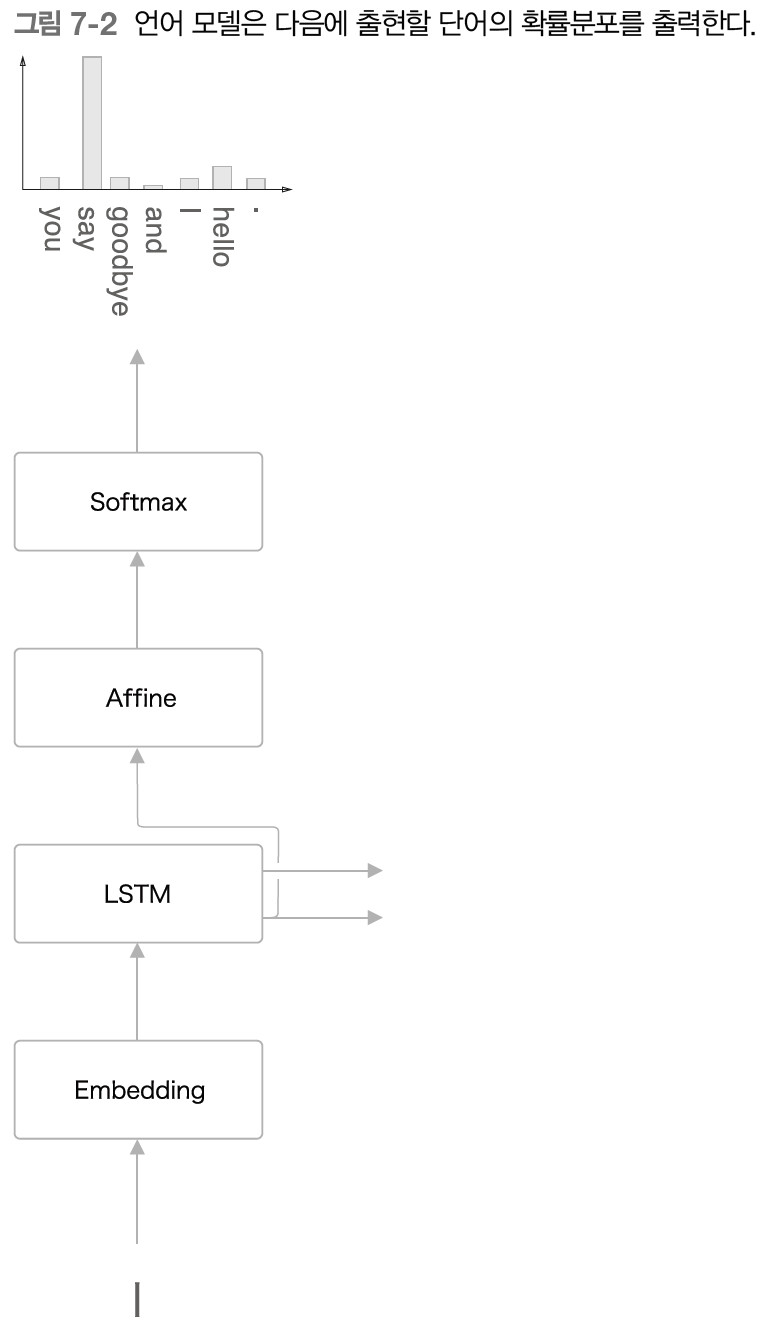 그림 7-2 언어 모델은 다음에 출현할 단어의 확률분포를 출력한다.
you
say
goodbye
and
I
hello
.
Softmax
Affine
LSTM
Embedding
I